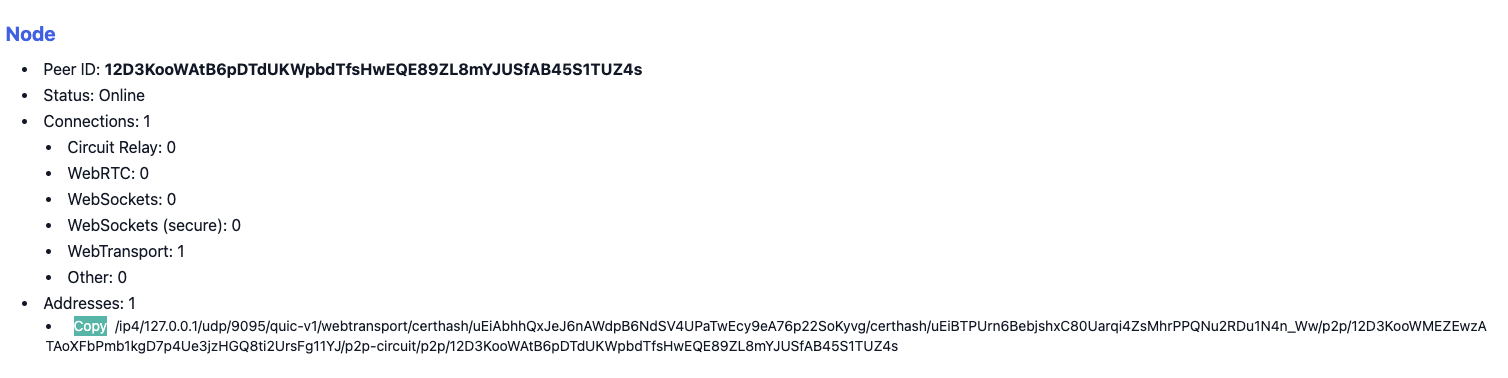 Node
Peer ID: 12D3KooWAtB6pDTdUKWpbdTfsHwEQE89ZL8mYJUSfAB45S1TUZ4s
Status: Online
Connections: 1
Circuit Relay: 0
WebRTC: 0
WebSockets: 0
WebSockets (secure): 0
WebTransport: 1
Other: 0
Addresses: 1
Copy /ip4/127.0.0.1/udp/9095/quic-v1/webtransport/certhash/uEiAbhhQxJeJ6nAWdpB6NdSV4UPaTwEcy9eA76p22SoKyvg/certhash/uEiBTPUrn6BebjshxC80Uarqi4ZsMhrPPQNu2RDu1N4n_Ww/p2p/12D3KooWMEZEwzA
TAoXFbPmb1kgD7p4Ue3jzHGQ8ti2UrsFg11YJ/p2p-circuit/p2p/12D3KooWAtB6pDTdUKWpbdTfsHwEQE89ZL8mYJUSfAB45S1TUZ4s